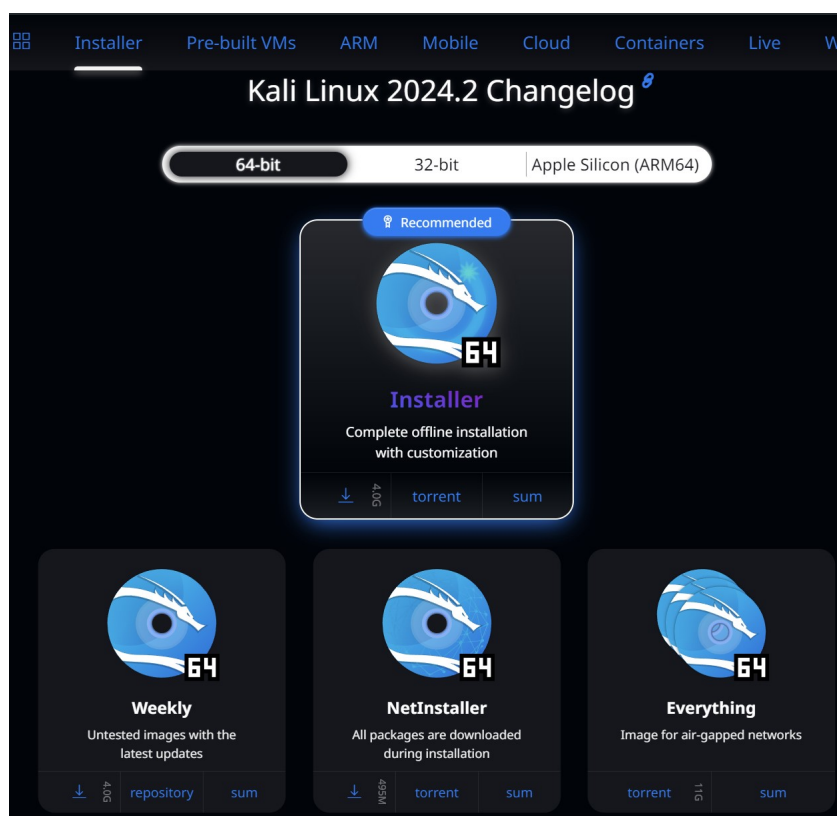 Installer Pre-built VMs ARM Mobile Cloud Containers Live W
Kali Linux 2024.2 Changelog
64-bit 32-bit Apple Silicon (ARM64)
Recommended
64
Installer
Complete offline installation
with customization
4.0G torrent sum
64 64 64
Weekly NetInstaller Everything
Untested images with the All packages are downloaded Image for air-gapped networks
latest updates during installation
4.0G repository sum 495M torrent sum torrent 11G sum